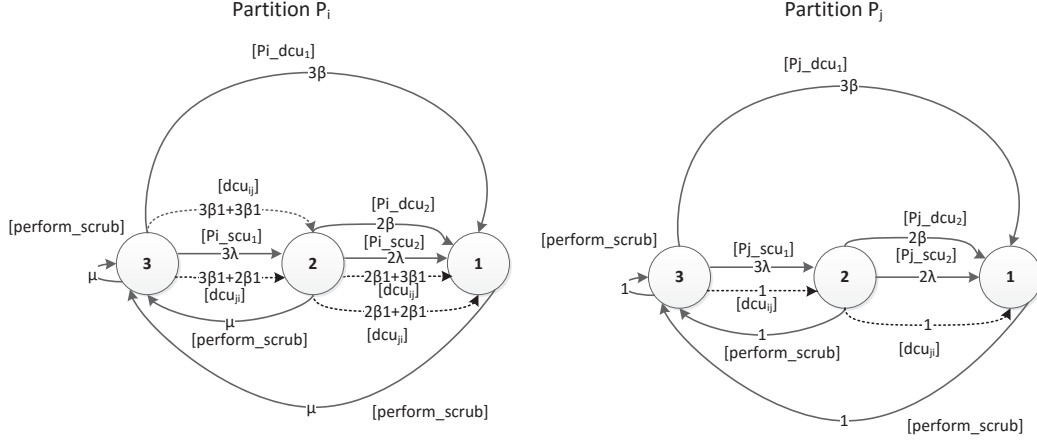 Partition Pi
[Pi_dcu1]
3β
[dcuij]
3β1+3β1
[perform_scrub]
[Pi_scu1]
3λ
3β1+2β1
[dcuji]
[Pi_dcu2]
2β
[Pi_scu2]
2λ
2β1+3β1
[dcuij]
2β1+2β1
[dcuji]
3
2
1
μ
μ
[perform_scrub]
μ
[perform_scrub]
Partition Pj
[Pj_dcu1]
3β
[perform_scrub]
[Pj_scu1]
3λ
1
[dcuij]
[Pj_dcu2]
2β
[Pj_scu2]
2λ
1
[dcuji]
3
2
1
1
1
[perform_scrub]
1
[perform_scrub]